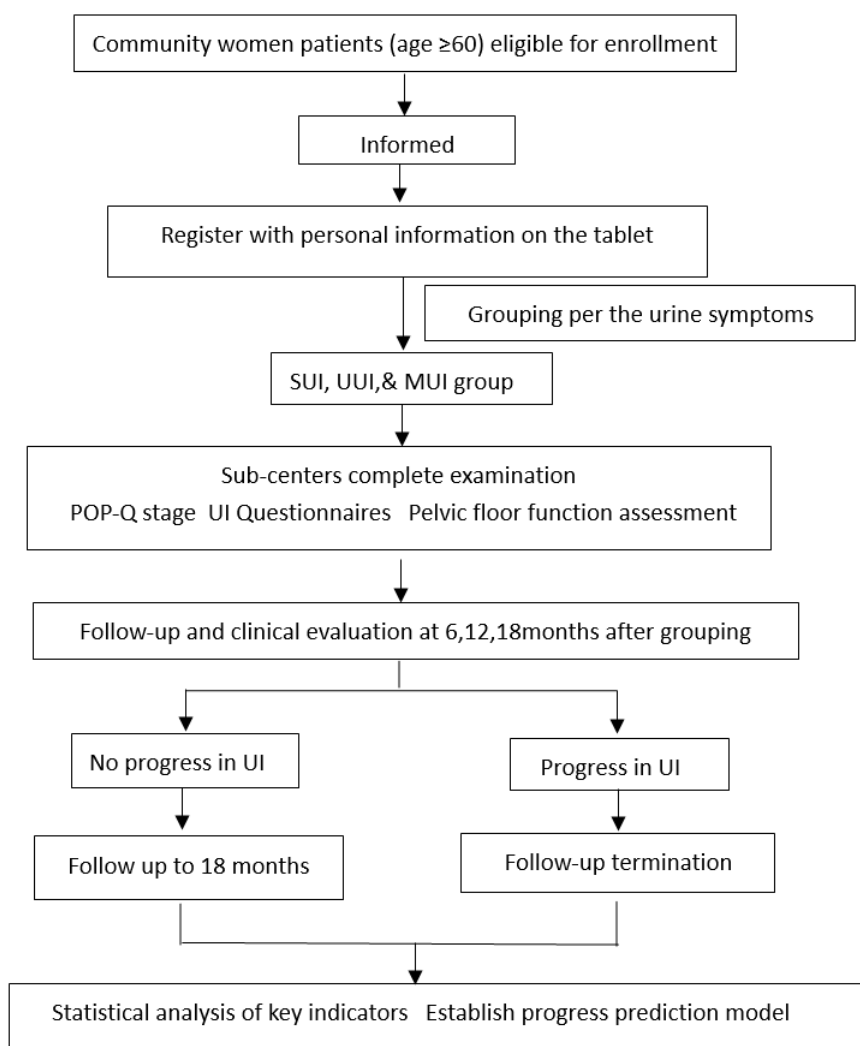 Community women patients (age ≥60) eligible for enrollment
Informed
Register with personal information on the tablet
Grouping per the urine symptoms
SUI, UUI,& MUI group
Sub-centers complete examination
POP-Q stage UI Questionnaires Pelvic floor function assessment
Follow-up and clinical evaluation at 6,12,18months after grouping
No progress in UI
Progress in UI
Follow up to 18 months
Follow-up termination
Statistical analysis of key indicators Establish progress prediction model